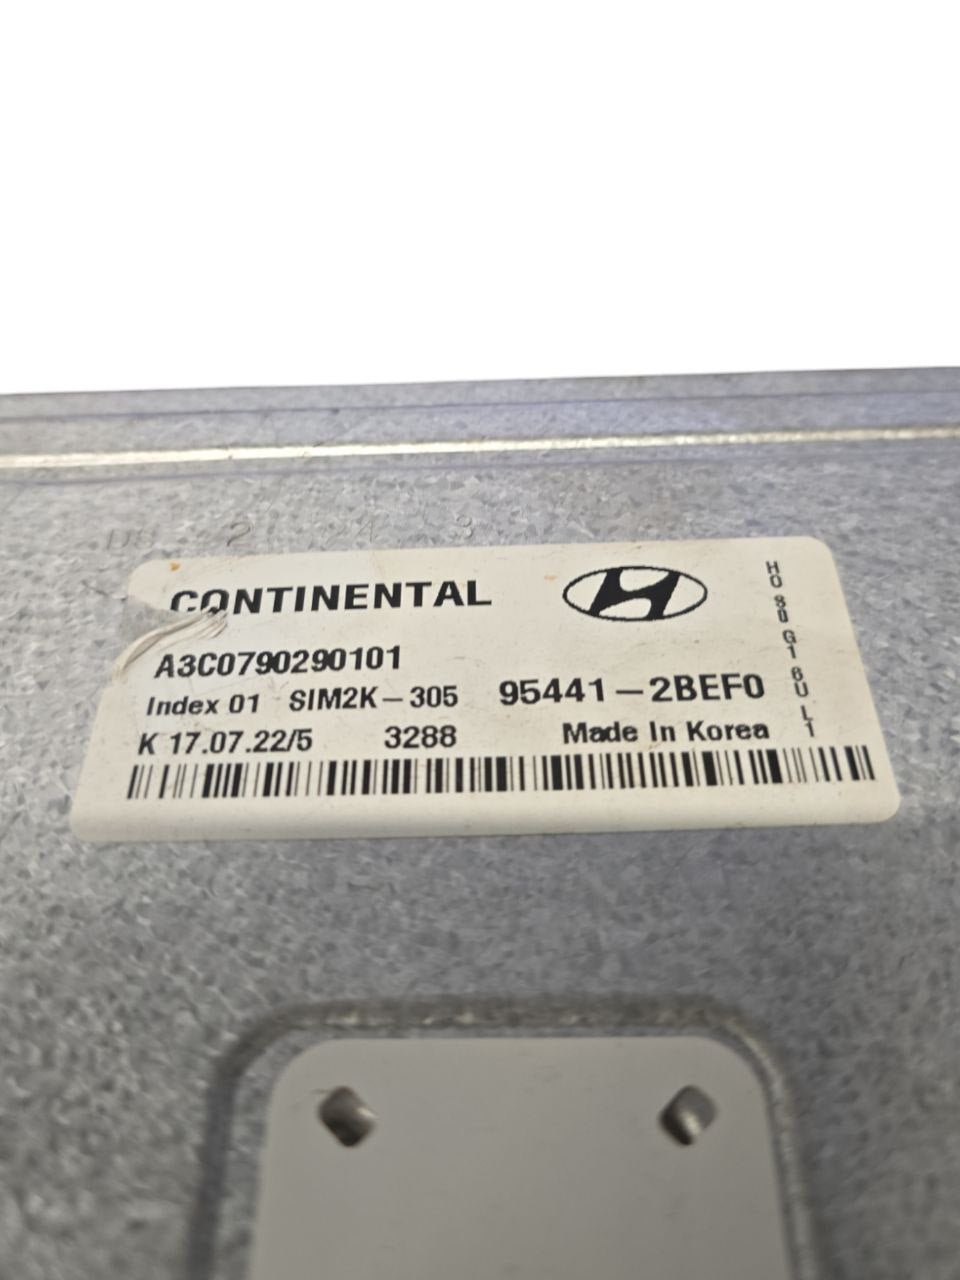 CONTINENTAL
A3C0790290101
Index 01 SIM2K-305 95441-2BEF0
K 17.07.22/5 3288 Made In Korea